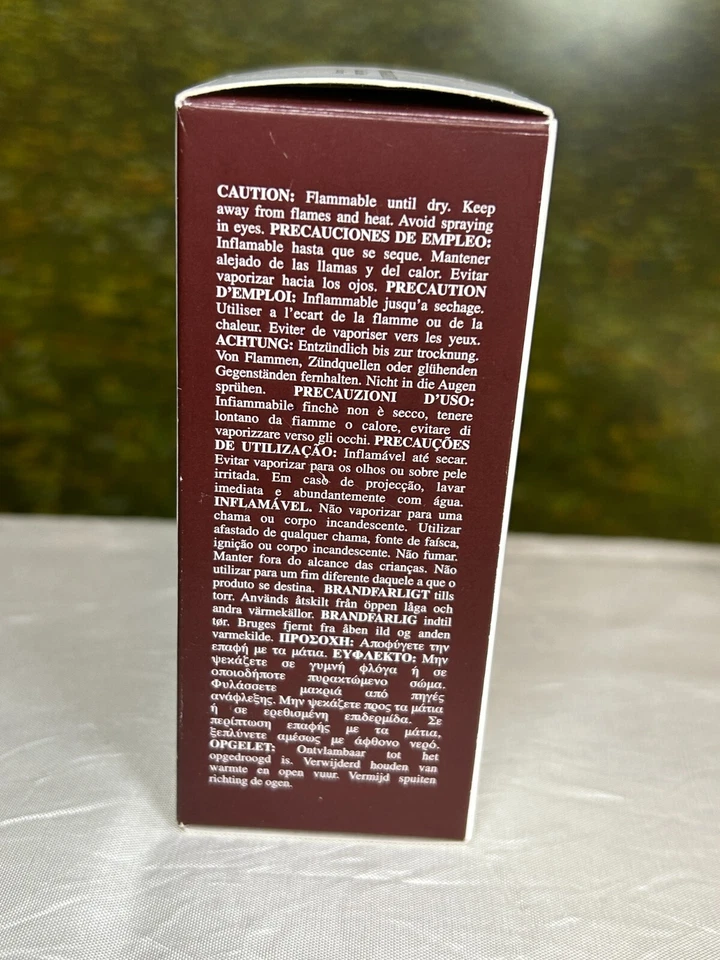 CAUTION: Flammable until dry. Keep
away from flames and heat. Avoid spraying
in eyes. PRECAUCIONES DE EMPLEO:
Inflamable hasta que se seque. Mantener
alejado de las llamas y del calor. Evitar
vaporizar hacia los ojos. PRECAUTION
D'EMPLOI: Inflammable jusqu'a sechage.
Utiliser a l'ecart de la flamme ou de la
chaleur. Eviter de vaporiser vers les yeux.
ACHTUNG: Entzündlich bis zur trocknung.
Von Flammen, Zündquellen oder glühenden
Gegenständen fernhalten. Nicht in die Augen
sprühen. PRECAUZIONI D'USO:
Infiammabile finchè non è secco, tenere
lontano da fiamme o calore, evitare di
vaporizzare verso gli occhi. PRECAUÇÕES
DE UTILIZAÇÃO: Inflamável até secar.
Evitar vaporizar para os olhos ou sobre pele
irritada. Em caso de projecção, lavar
imediata e abundantemente com água.
INFLAMÁVEL. Não vaporizar para uma
chama ou corpo incandescente. Utilizar
afastado de qualquer chama, fonte de faísca,
ignição ou corpo incandescente. Não fumar.
Manter fora do alcance das crianças. Não
utilizar para um fim diferente daquele a que o
produto se destina. BRANDFARLIGT tills
torr. Används åtskilt från öppen låga och
andra värmekällor. BRANDFARLIG indtil
tør. Bruges fjernt fra åben ild og anden
varmekilde. ΠΡΟΣΟΧΗ: Αποφύγετε την
επαφή με τα μάτια. ΕΥΦΛΕΚΤΟ: Μην
ψεκάζετε σε γυμνή φλόγα ή σε
οποιοδήποτε πυρακτώμενο σώμα.
Φυλάσσετε μακριά από πηγές
ανάφλεξης. Μην ψεκάζετε προς τα μάτια
ή σε ερεθισμένη επιδερμίδα. Σε
περίπτωση επαφής με τα μάτια,
ξεπλύνετε αμέσως με άφθονο νερό.
OPGELET: Ontvlambaar tot het
opgedroogd is. Verwijderd houden van
warmte en open vuur. Vermijd spuiten
richting de ogen.